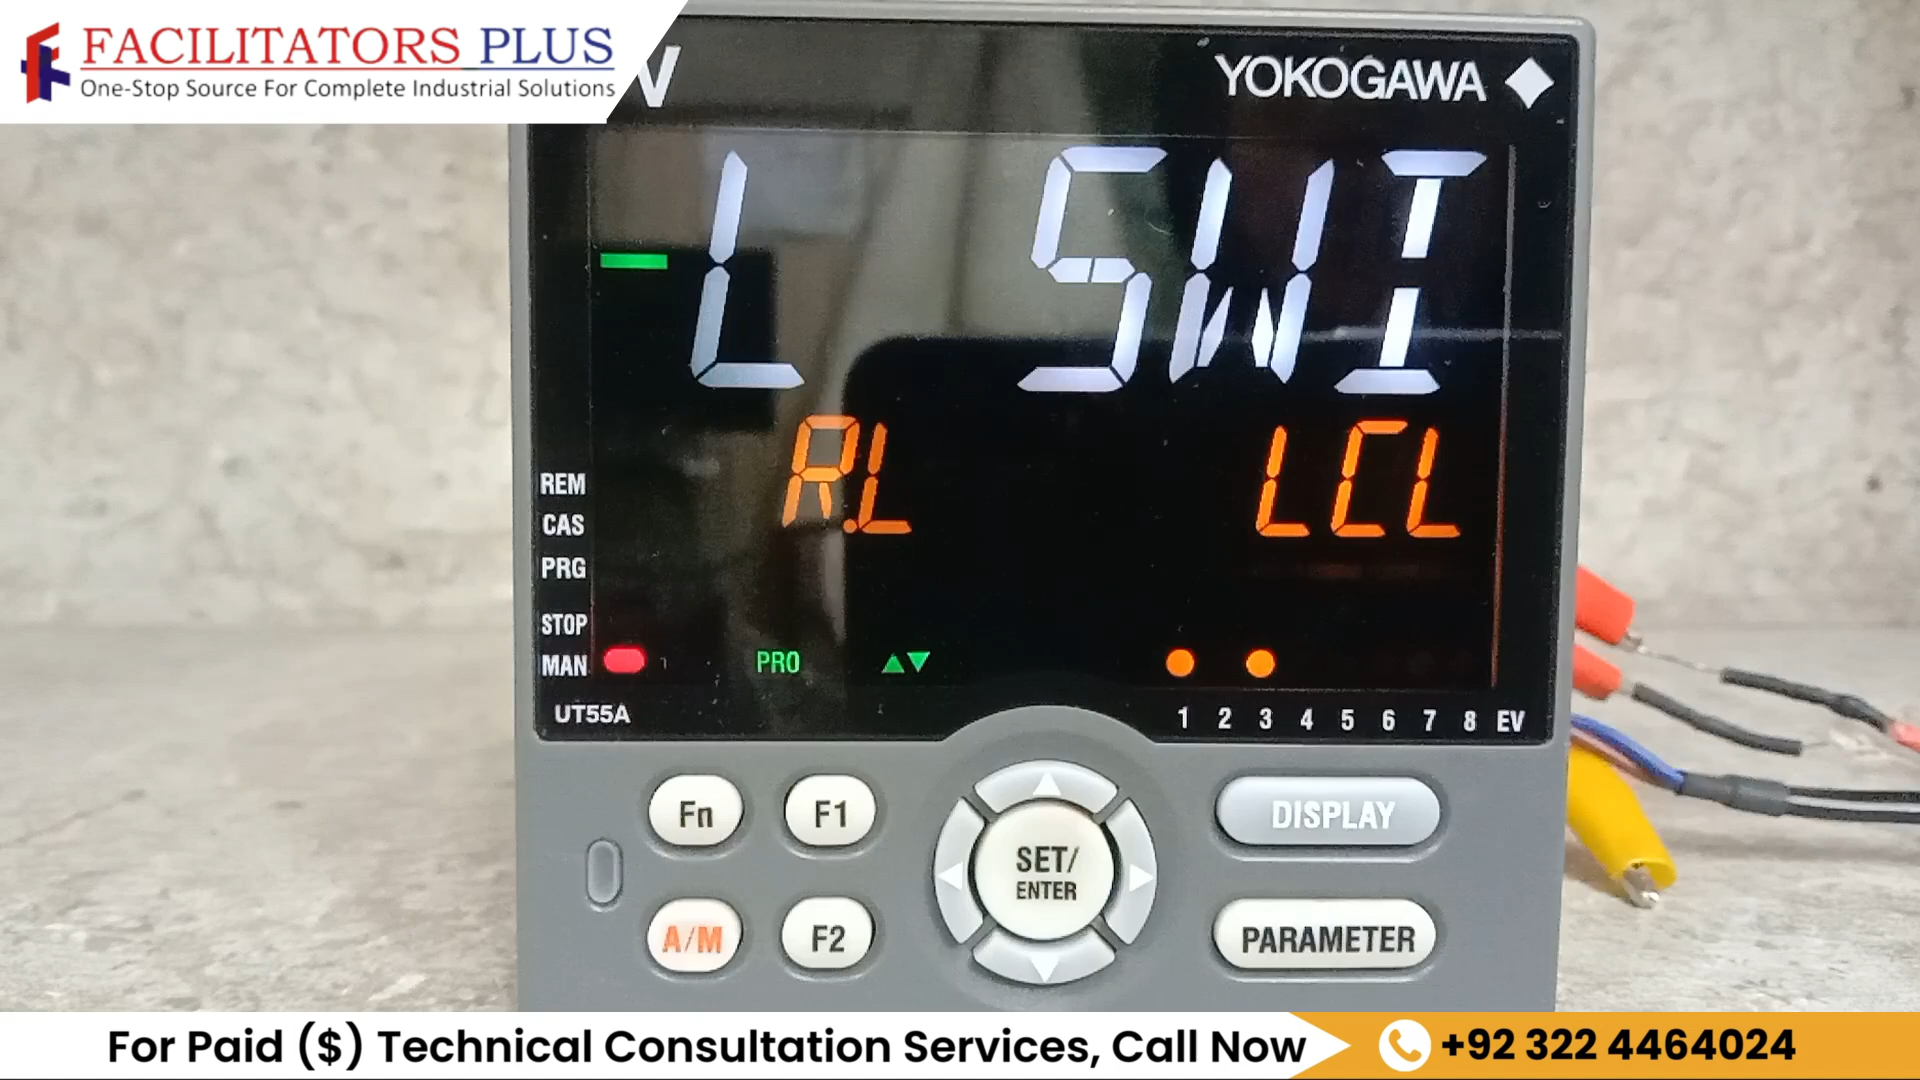 FACILITATORS PLUS
One-Stop Source For Complete Industrial Solutions
V
YOKOGAWA
L SWI
R.L LCL
REM
CAS
PRG
STOP
MAN
PRO
UT55A
1 2 3 4 5 6 7 8 EV
Fn F1 DISPLAY
SET/
ENTER
A/M F2 PARAMETER
For Paid ($) Technical Consultation Services, Call Now +92 322 4464024